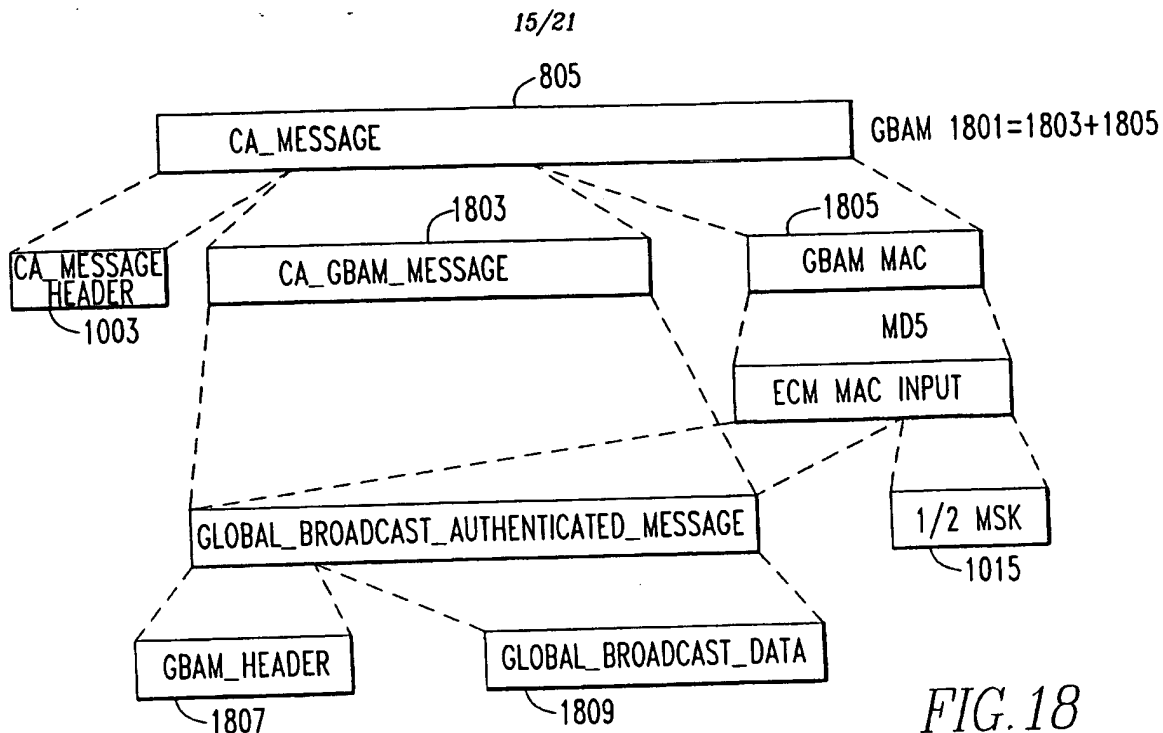 15/21
805
CA_MESSAGE
GBAM 1801=1803+1805
1803
1805
CA_MESSAGE
HEADER
CA_GBAM_MESSAGE
GBAM MAC
1003
MD5
ECM MAC INPUT
GLOBAL_BROADCAST_AUTHENTICATED_MESSAGE
1/2 MSK
1015
GBAM_HEADER
GLOBAL_BROADCAST_DATA
1807
1809
FIG.18